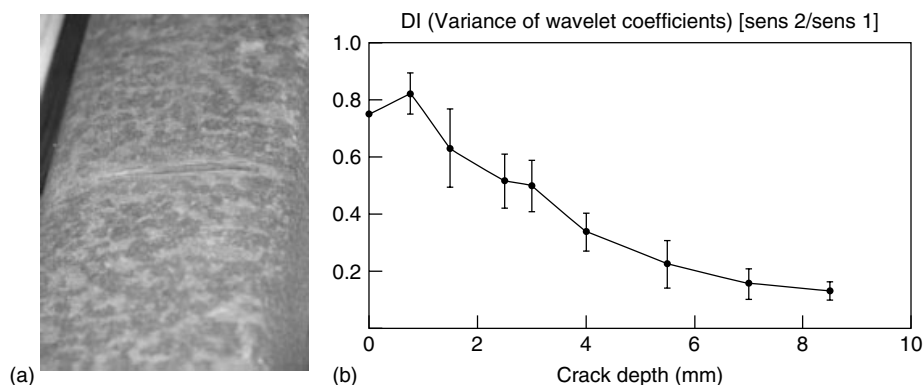 (a)
(b)
DI (Variance of wavelet coefficients) [sens 2/sens 1]
1.0
0.8
0.6
0.4
0.2
0 2 4 6 8 10
Crack depth (mm)